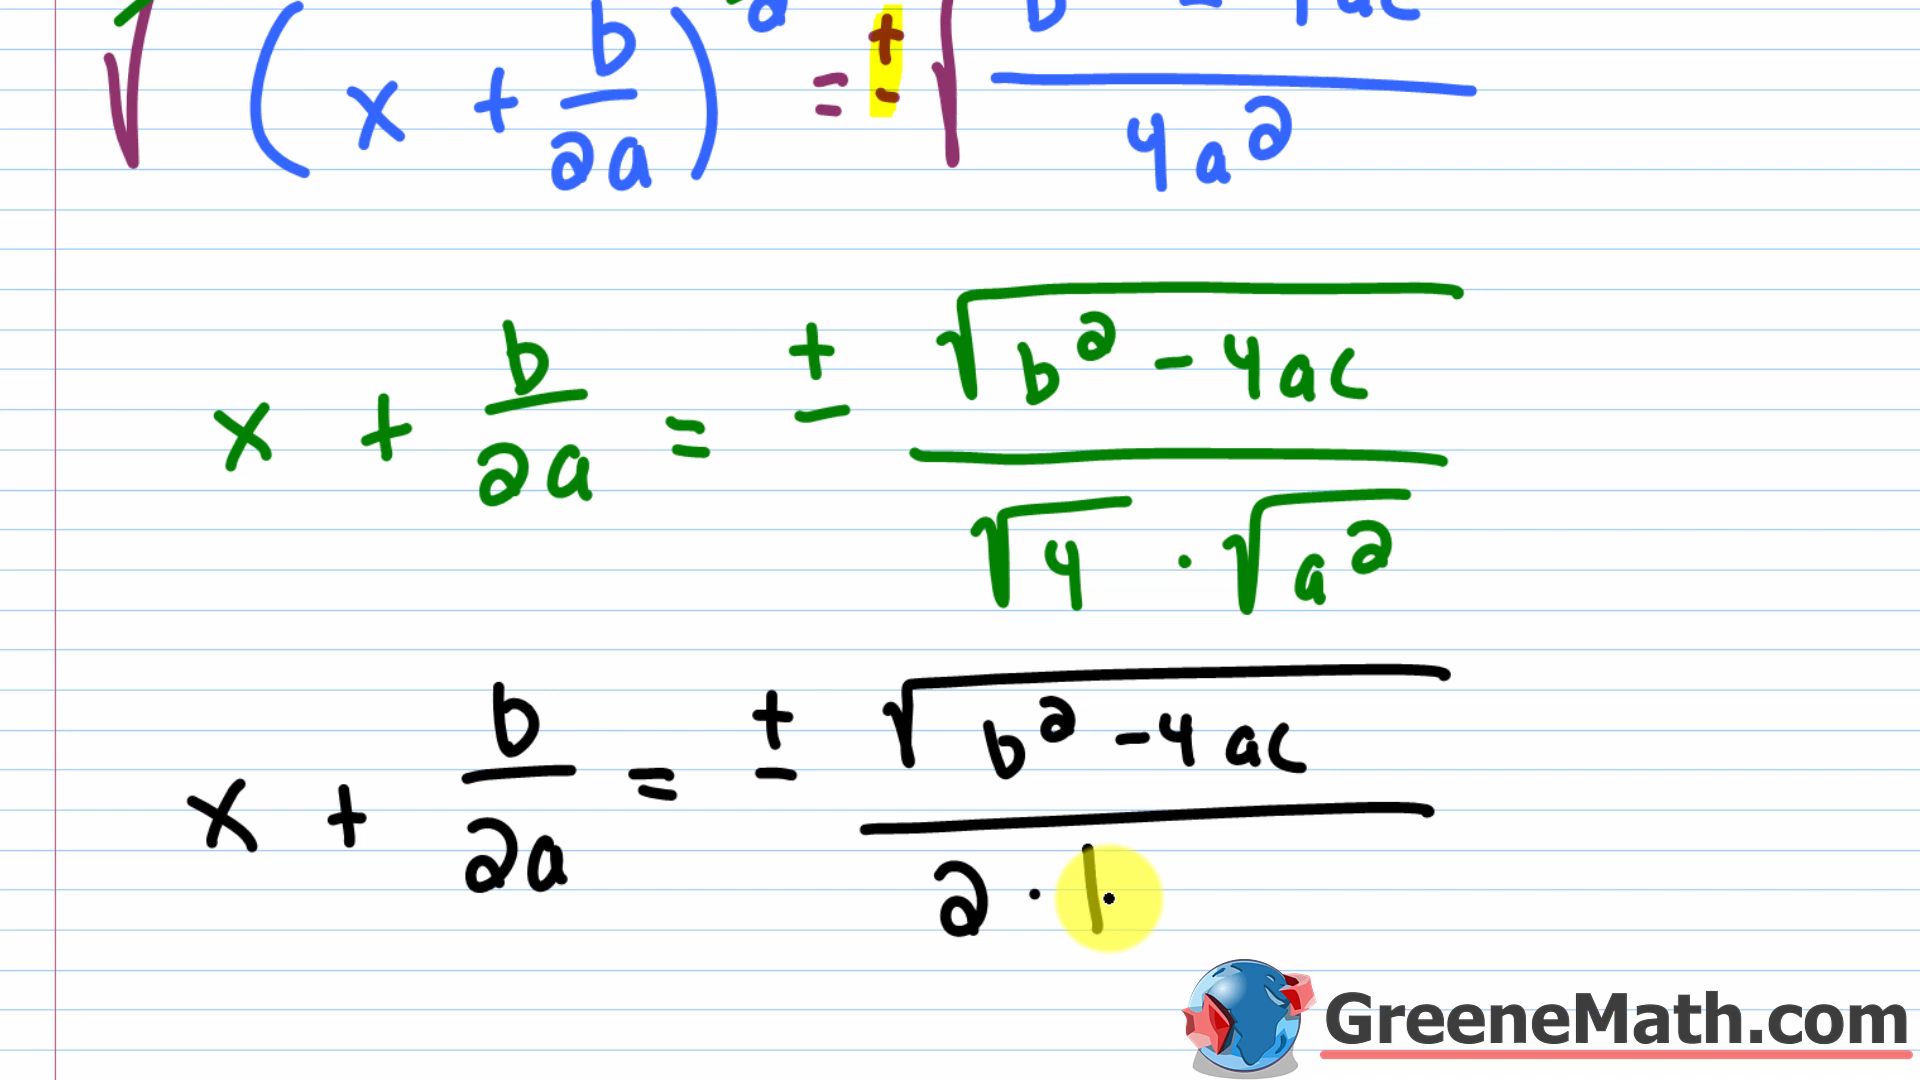 √(x + b/2a)² = ± √b² - 4ac/4a²
x + b/2a = ± √b² - 4ac/√4 · √a²
x + b/2a = ± √b² - 4ac/2 · |
GreeneMath.com